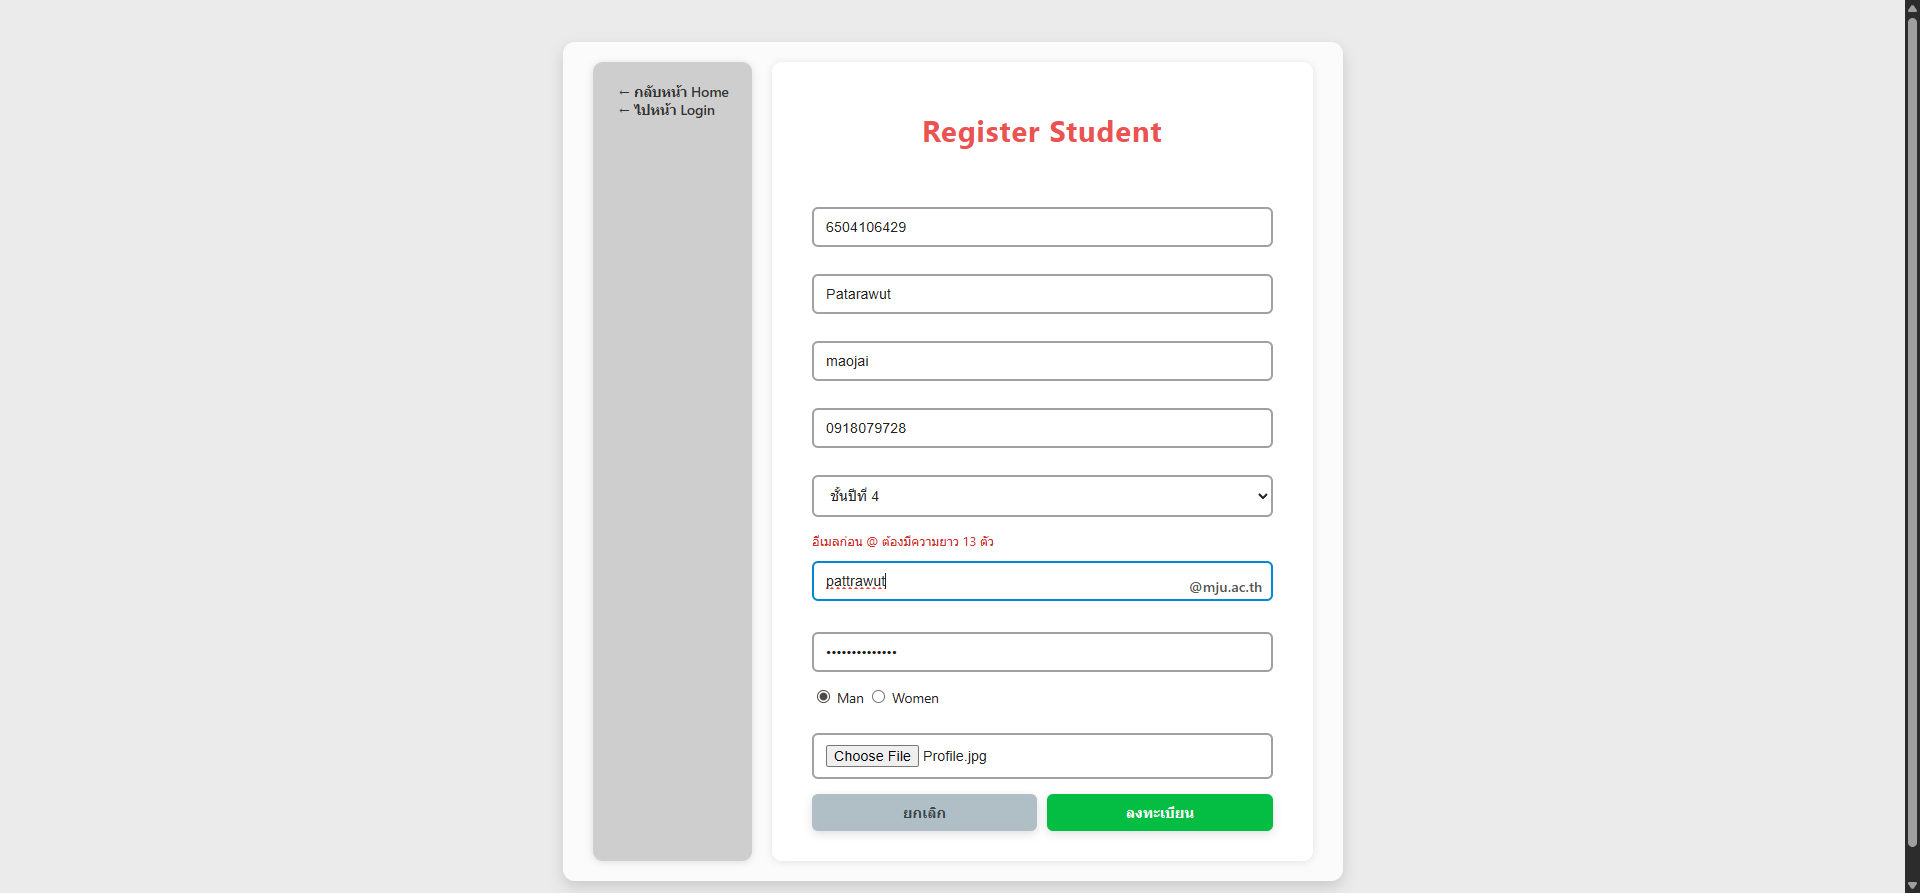 ← กลับหน้า Home
← ไปหน้า Login
Register Student
6504106429
Patarawut
maojai
0918079728
ชั้นปีที่ 4
อีเมลก่อน @ ต้องมีความยาว 13 ตัว
pattrawut @mju.ac.th
••••••••••••••
Man Women
Choose File Profile.jpg
ยกเลิก ลงทะเบียน